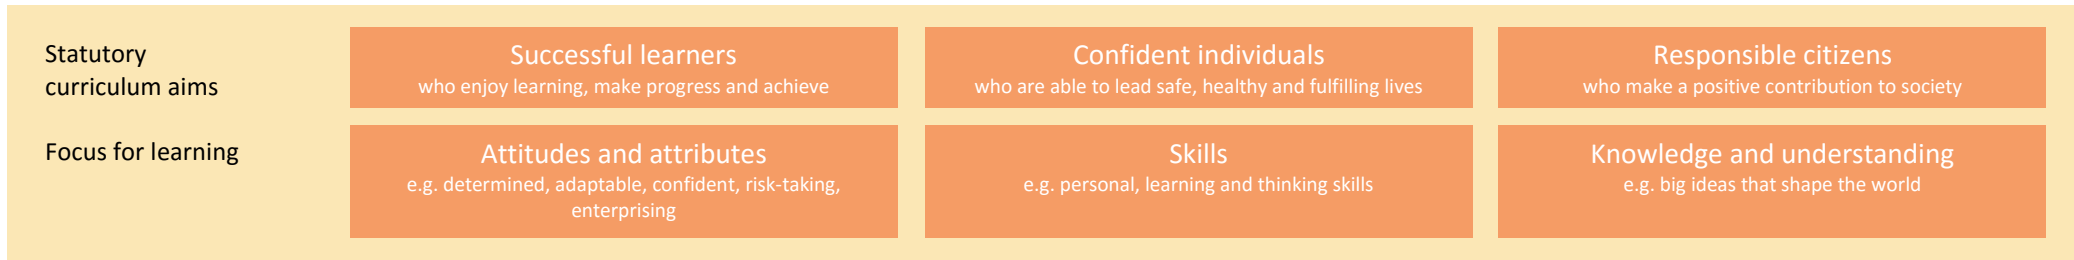 Statutory
curriculum aims
Successful learners
who enjoy learning, make progress and achieve
Confident individuals
who are able to lead safe, healthy and fulfilling lives
Responsible citizens
who make a positive contribution to society
Focus for learning
Attitudes and attributes
e.g. determined, adaptable, confident, risk-taking,
enterprising
Skills
e.g. personal, learning and thinking skills
Knowledge and understanding
e.g. big ideas that shape the world